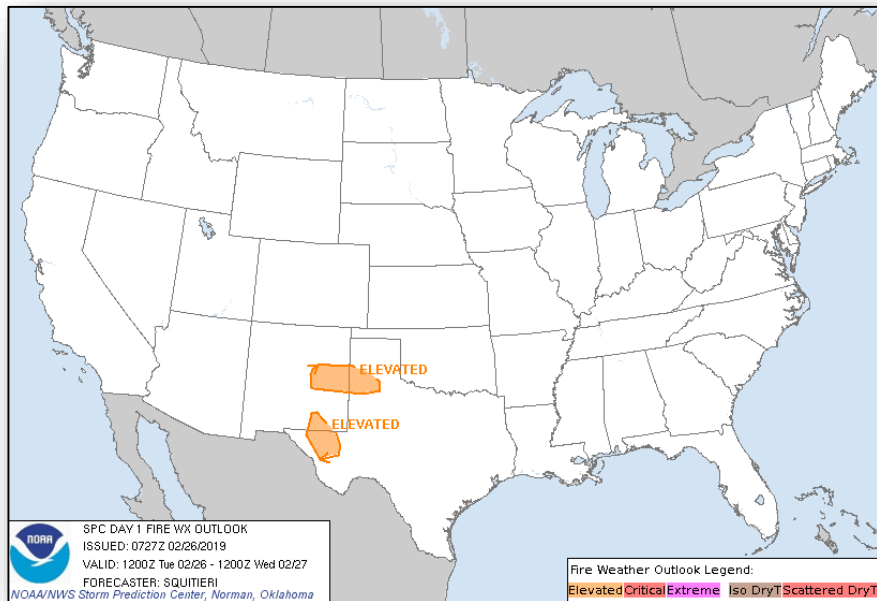 ELEVATED
ELEVATED
NOAA
SPC DAY 1 FIRE WX OUTLOOK
ISSUED: 0727Z 02/26/2019
VALID: 1200Z Tue 02/26 - 1200Z Wed 02/27
FORECASTER: SQUITIERI
NOAA/NWS Storm Prediction Center, Norman, Oklahoma
Fire Weather Outlook Legend:
Elevated Critical Extreme Iso DryT Scattered DryT